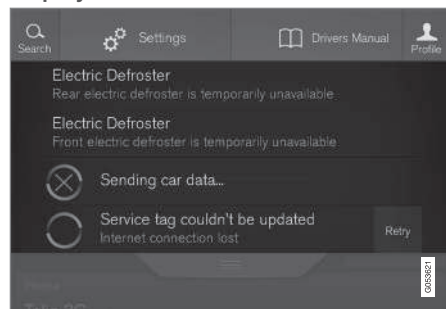 Search
Settings
Drivers Manual
Profile
Electric Defroster
Rear electric defroster is temporarily unavailable
Electric Defroster
Front electric defroster is temporarily unavailable
Sending car data...
Service tag couldn't be updated
Internet connection lost
Retry
G053621